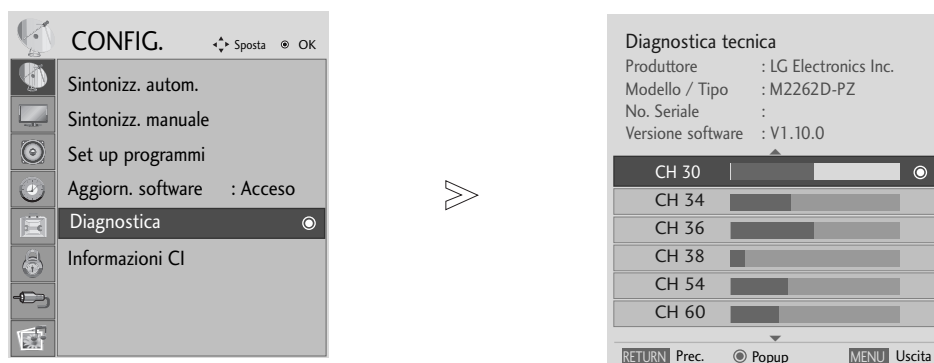 CONFIG. Sposta OK
Sintonizz. autom.
Sintonizz. manuale
Set up programmi
Aggiorn. software : Acceso
Diagnostica
Informazioni CI
Diagnostica tecnica
Produttore : LG Electronics Inc.
Modello / Tipo : M2262D-PZ
No. Seriale :
Versione software : V1.10.0
CH 30
CH 34
CH 36
CH 38
CH 54
CH 60
RETURN Prec. Popup MENU Uscita